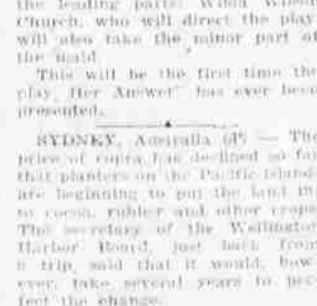 the leading parts. Wilda Wilson
Church, who will direct the play
will also take the minor part of
the maid.
This will be the first time the
play, Her Answer" has ever been
presented.
SYDNEY, Australia (AP) — The
price of copra has declined so far
that planters on the Pacific islands
are beginning to put the land in-
to cocoa, rubber and other crops
The secretary of the Wellington
Harbor Board, just back from
a trip, said that it would, how-
ever, take several years to per-
fect the change.